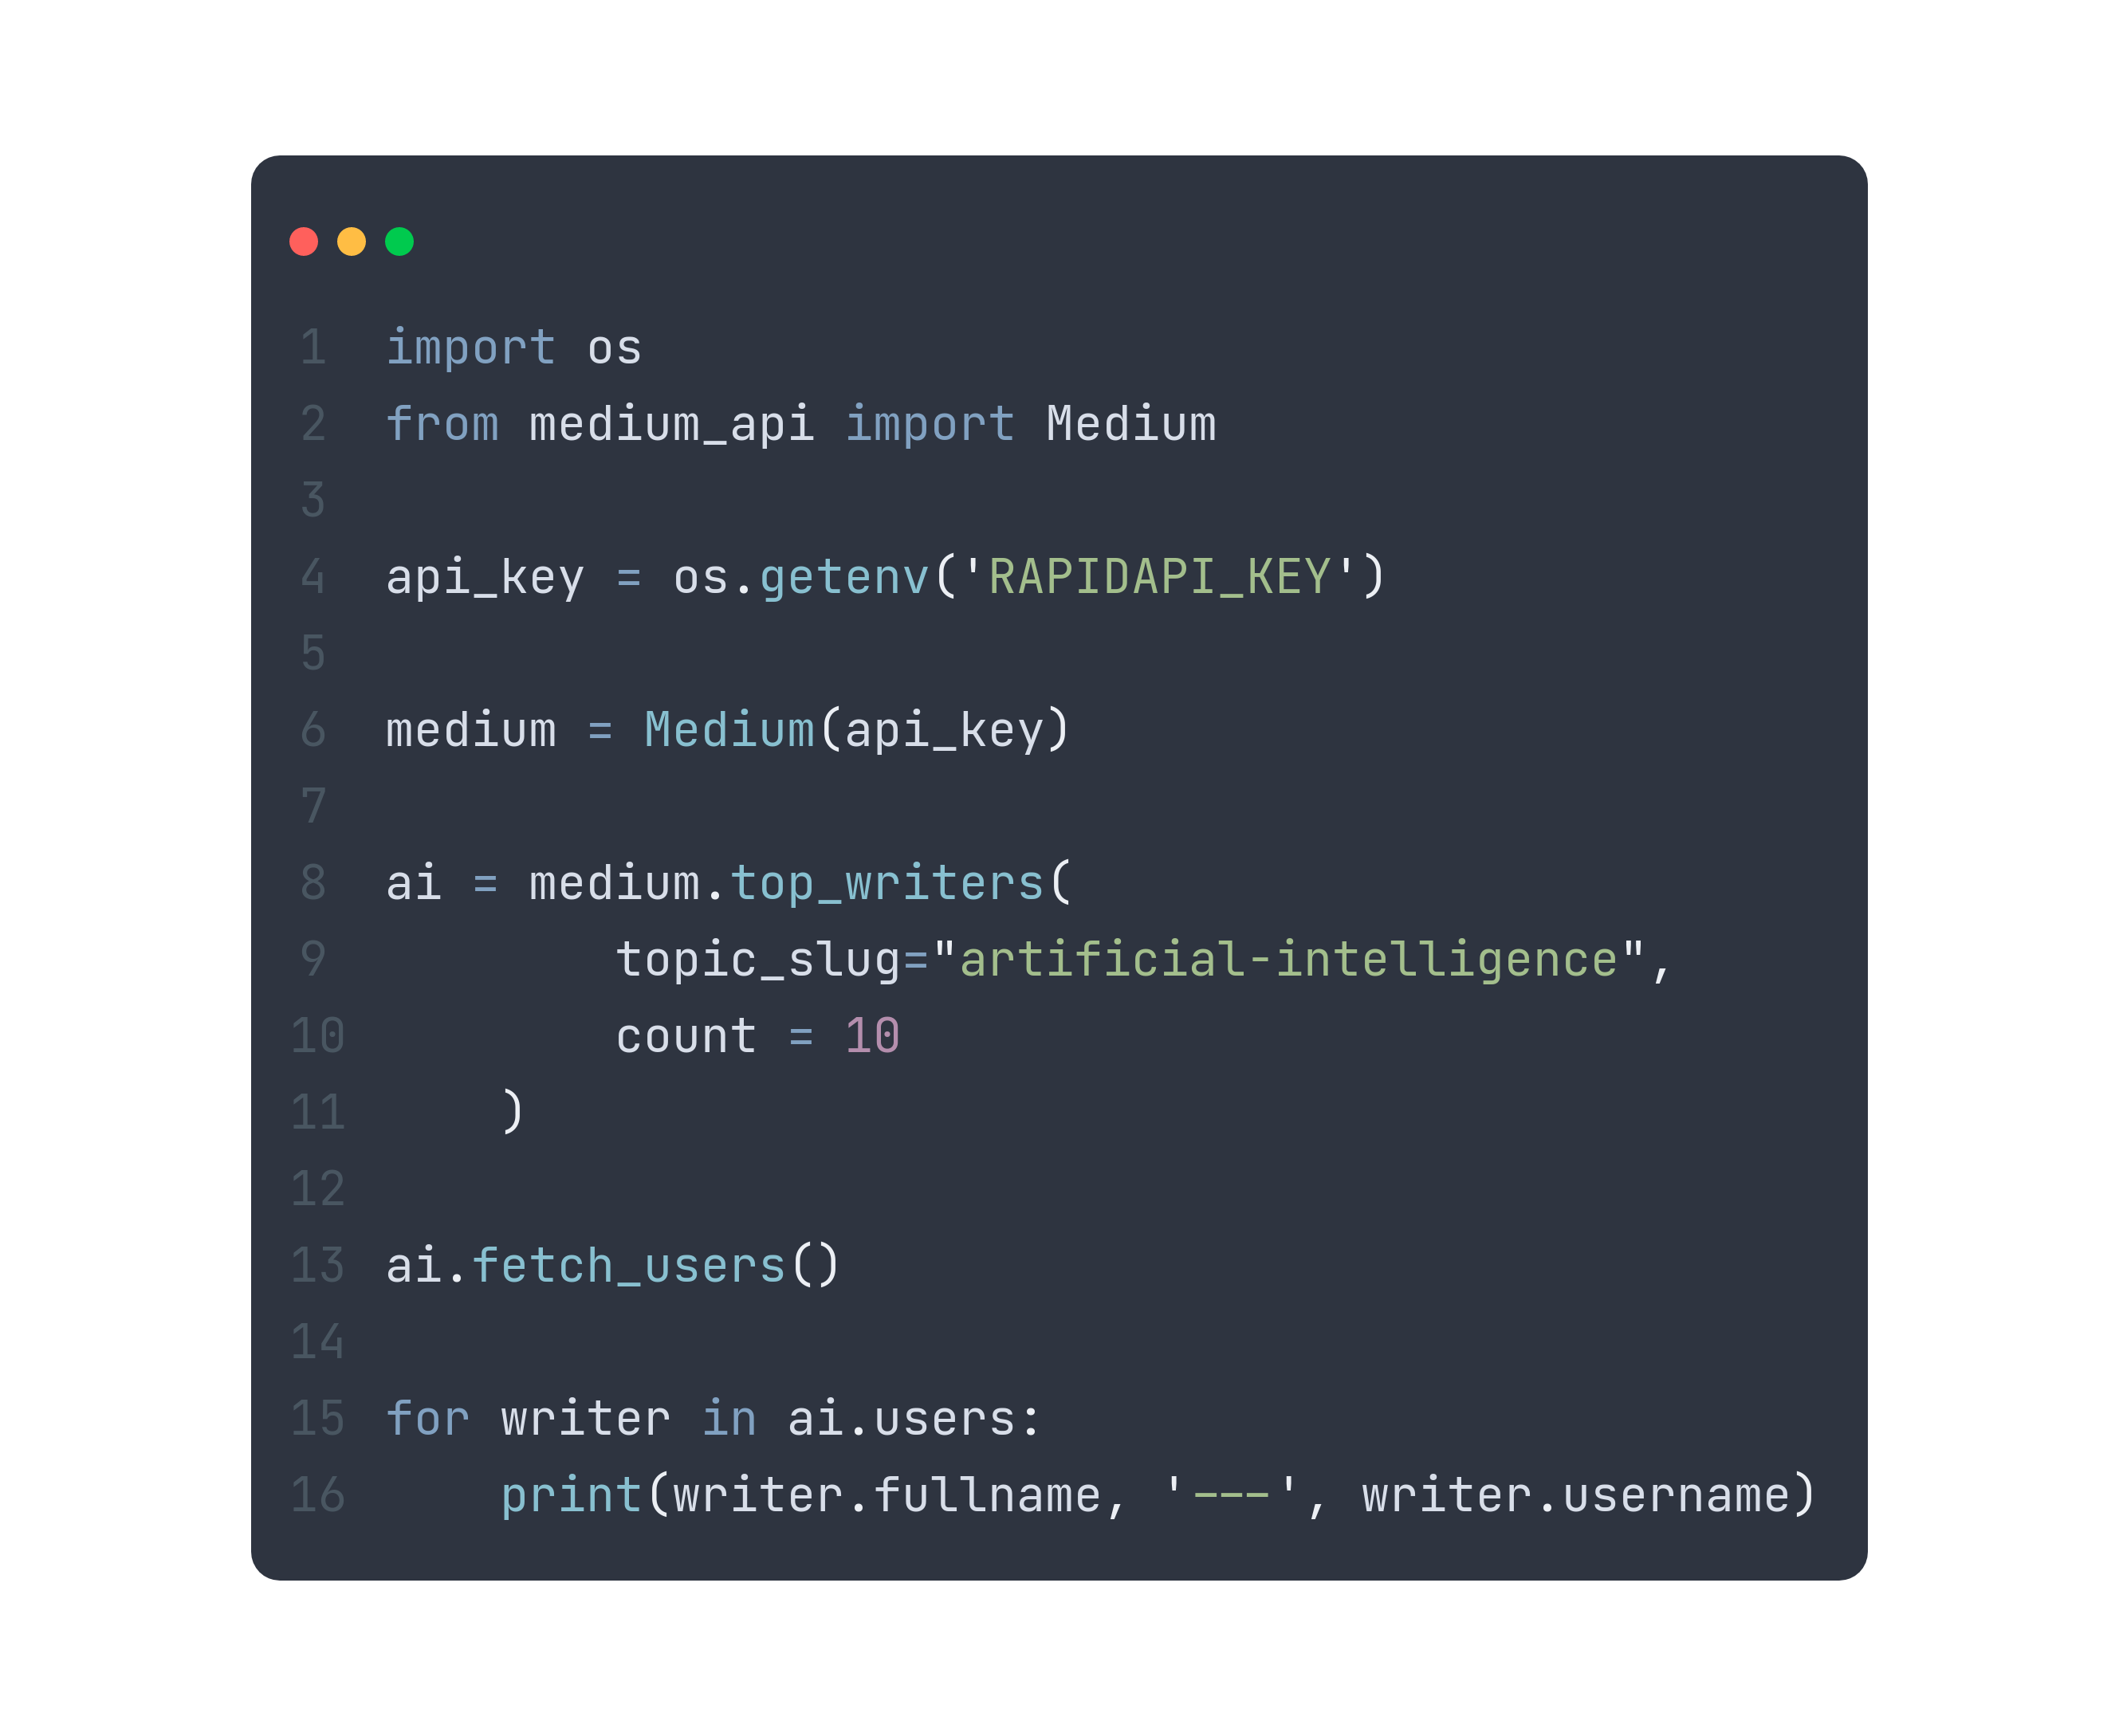 1 import os
2 from medium_api import Medium
3
4 api_key = os.getenv('RAPIDAPI_KEY')
5
6 medium = Medium(api_key)
7
8 ai = medium.top_writers(
9         topic_slug="artificial-intelligence",
10         count = 10
11     )
12
13 ai.fetch_users()
14
15 for writer in ai.users:
16     print(writer.fullname, '---', writer.username)